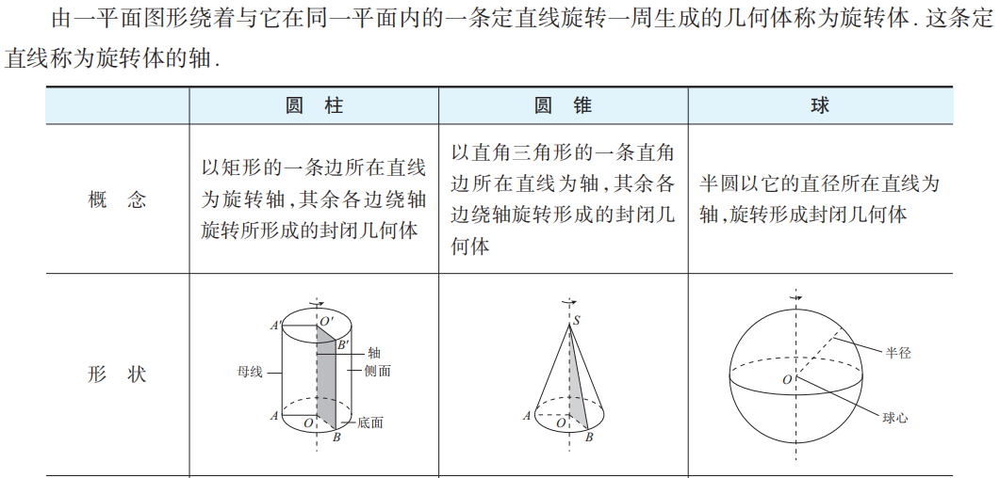 由一平面图形绕着与它在同一平面内的一条定直线旋转一周生成的几何体称为旋转体.这条定
直线称为旋转体的轴.
圆 柱
圆 锥
球
概 念
以矩形的一条边所在直线
为旋转轴,其余各边绕轴
旋转所形成的封闭几何体
以直角三角形的一条直角
边所在直线为轴,其余各
边绕轴旋转形成的封闭几
何体
半圆以它的直径所在直线为
轴,旋转形成封闭几何体
形 状
A′
O′
B′
轴
母线
侧面
A
O
底面
B
S
A
O
B
半径
O
球心